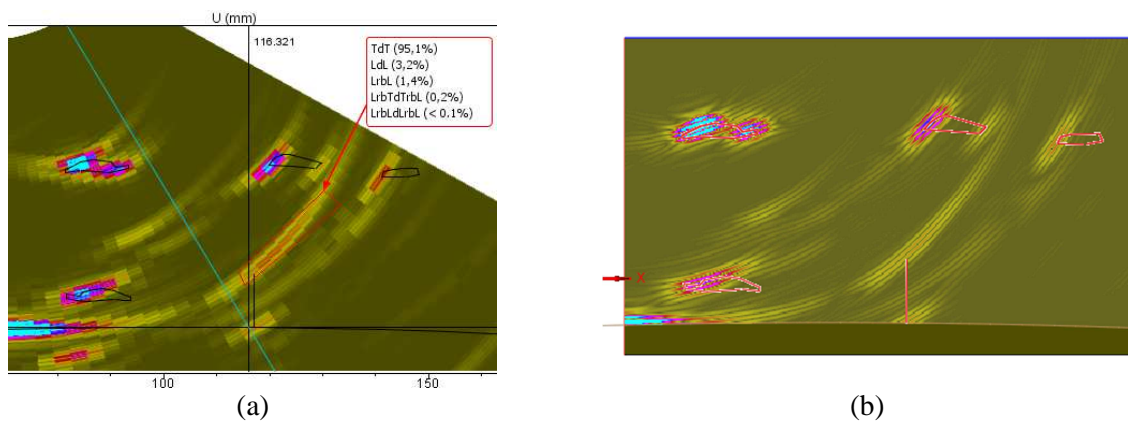 U (mm)
116.321
TdT (95,1%)
LdL (3,2%)
LrbL (1,4%)
LrbTdTrbL (0,2%)
LrbLdLrbL (< 0.1%)
X
100
150
(a)
(b)